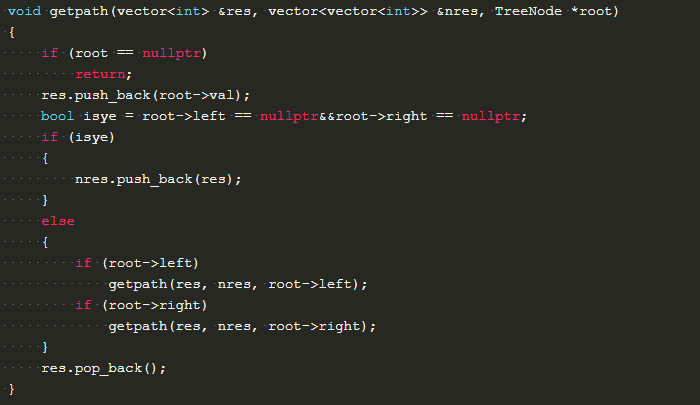 void getpath(vector<int> &res, vector<vector<int>> &nres, TreeNode *root)
{
    if (root == nullptr)
        return;
    res.push_back(root->val);
    bool isye = root->left == nullptr&&root->right == nullptr;
    if (isye)
    {
        nres.push_back(res);
    }
    else
    {
        if (root->left)
            getpath(res, nres, root->left);
        if (root->right)
            getpath(res, nres, root->right);
    }
    res.pop_back();
}